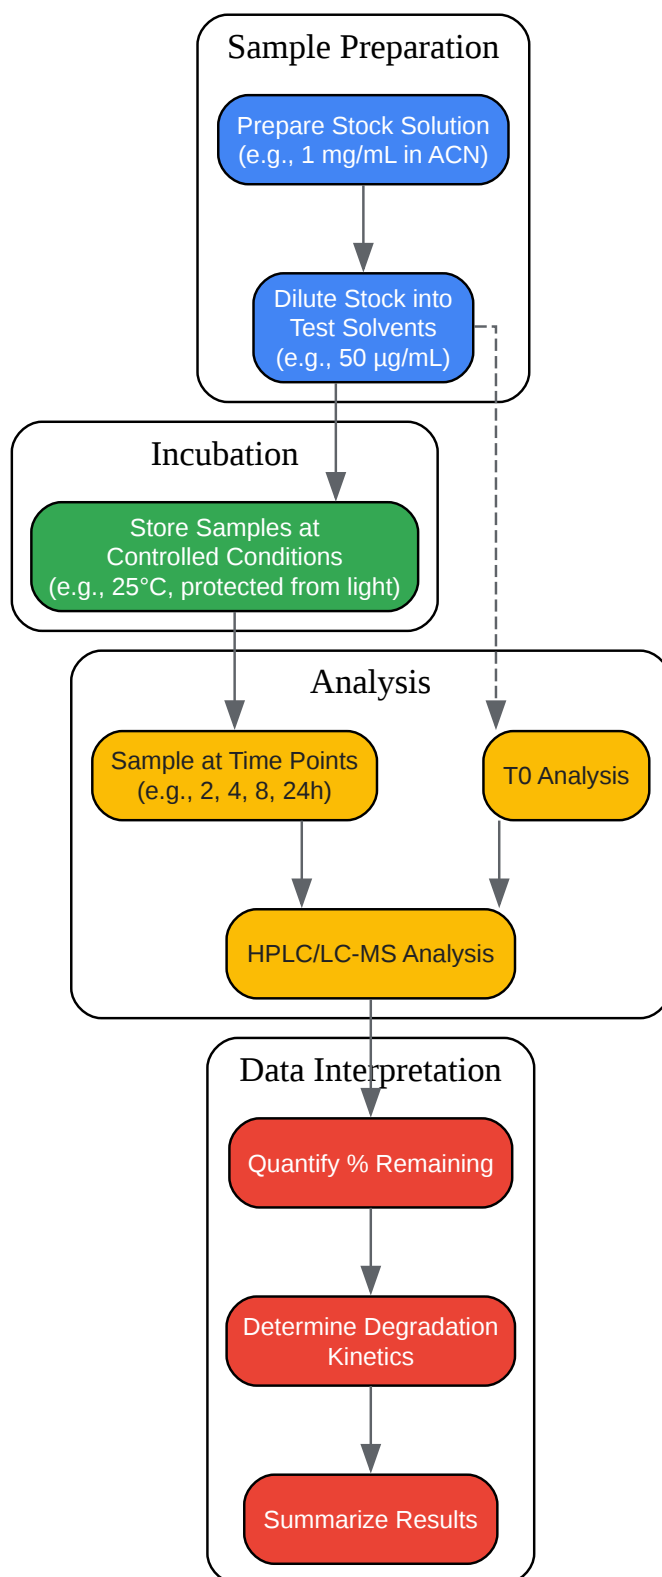 Sample Preparation
Prepare Stock Solution
(e.g., 1 mg/mL in ACN)
Dilute Stock into
Test Solvents
(e.g., 50 µg/mL)
Incubation
Store Samples at
Controlled Conditions
(e.g., 25°C, protected from light)
Analysis
Sample at Time Points
(e.g., 2, 4, 8, 24h)
T0 Analysis
HPLC/LC-MS Analysis
Data Interpretation
Quantify % Remaining
Determine Degradation
Kinetics
Summarize Results